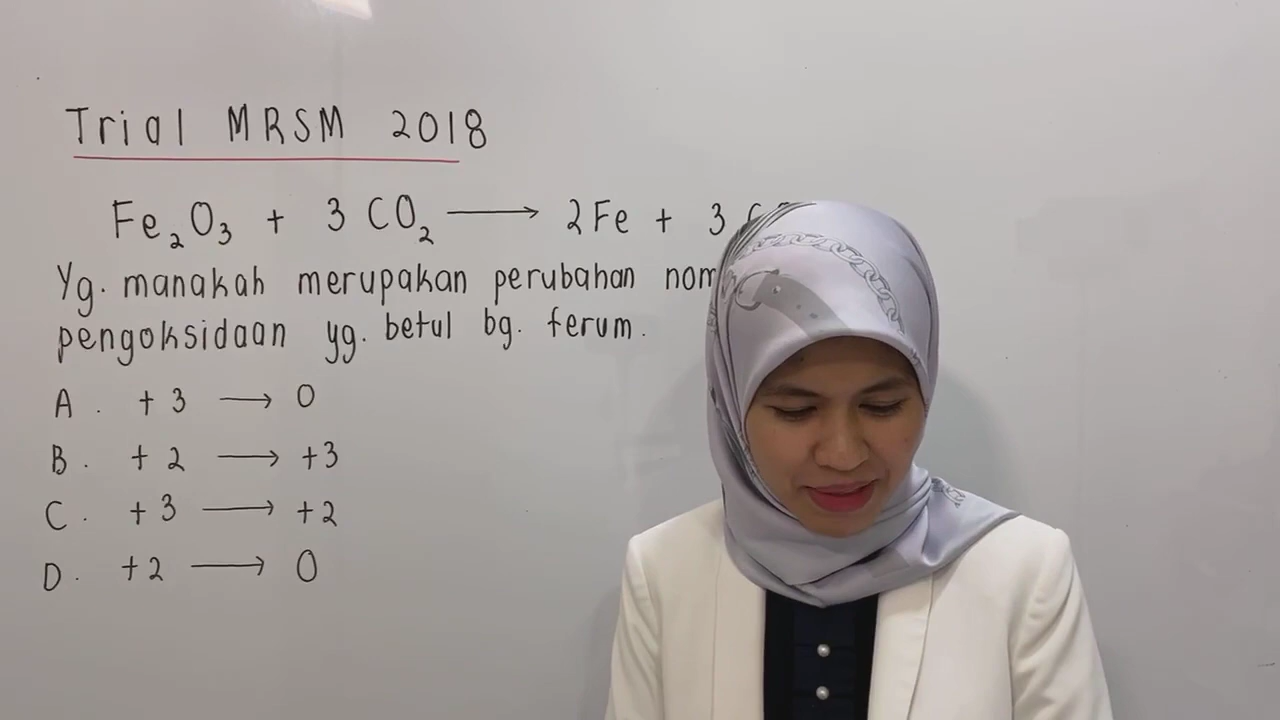 Trial MRSM 2018
Fe₂O₃ + 3 CO₂ ⟶ 2Fe + 3
Yg. manakah merupakan perubahan
pengoksidaan yg. betul bg. ferum.
A. +3 ⟶ 0
B. +2 ⟶ +3
C. +3 ⟶ +2
D. +2 ⟶ 0